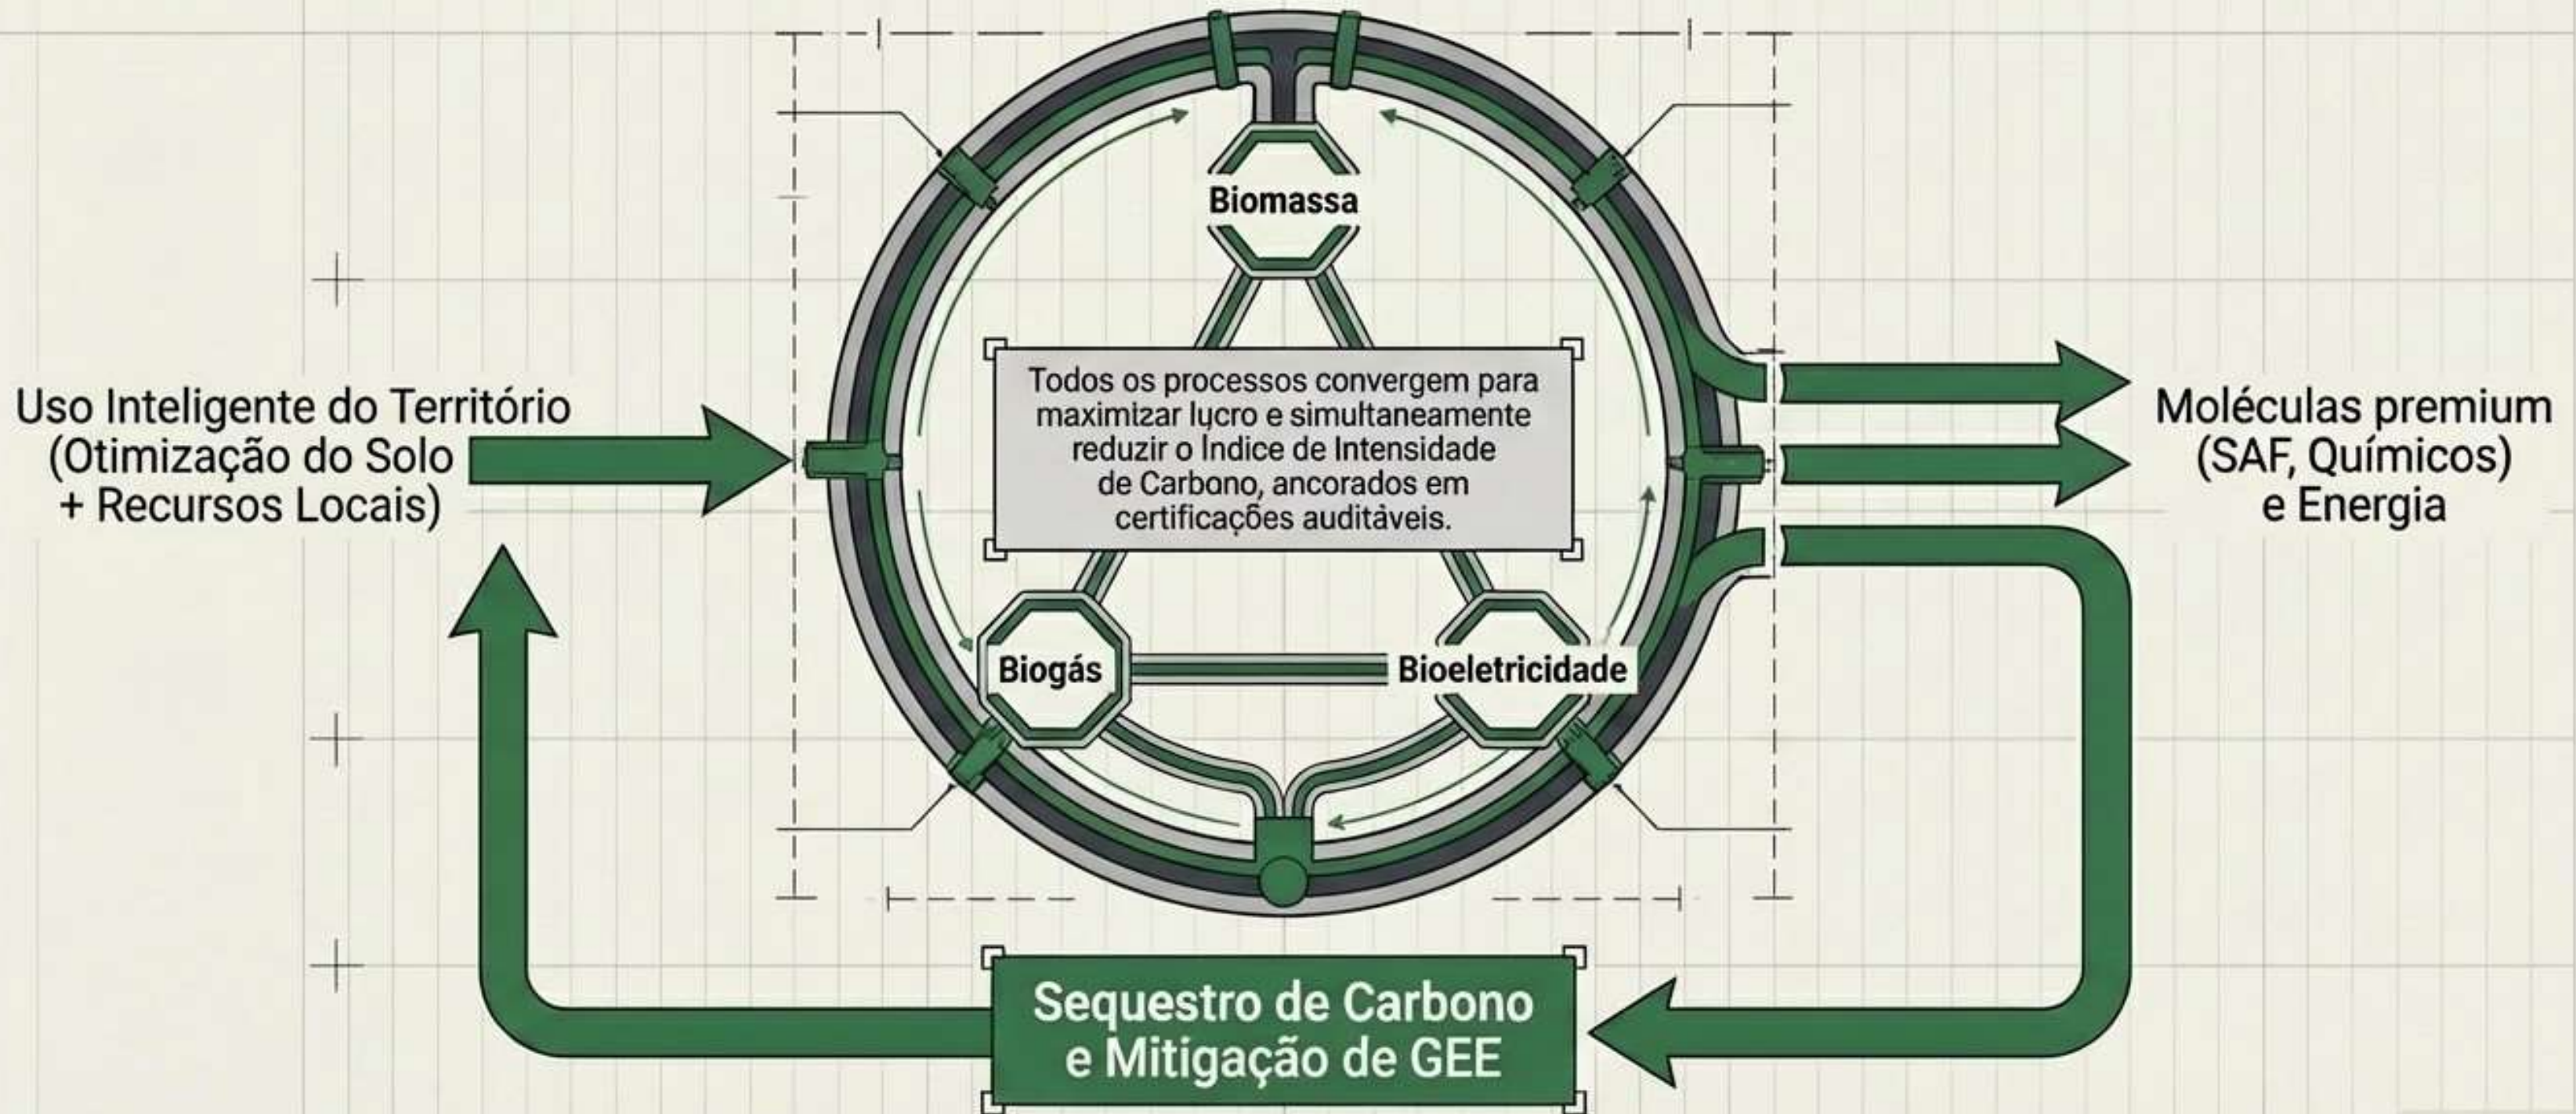 Biomassa
Uso Inteligente do Território
(Otimização do Solo
+ Recursos Locais)
Todos os processos convergem para
maximizar lucro e simultaneamente
reduzir o Índice de Intensidade
de Carbono, ancorados em
certificações auditáveis.
Moléculas premium
(SAF, Químicos)
e Energia
Biogás
Bioeletricidade
Sequestro de Carbono
e Mitigação de GEE